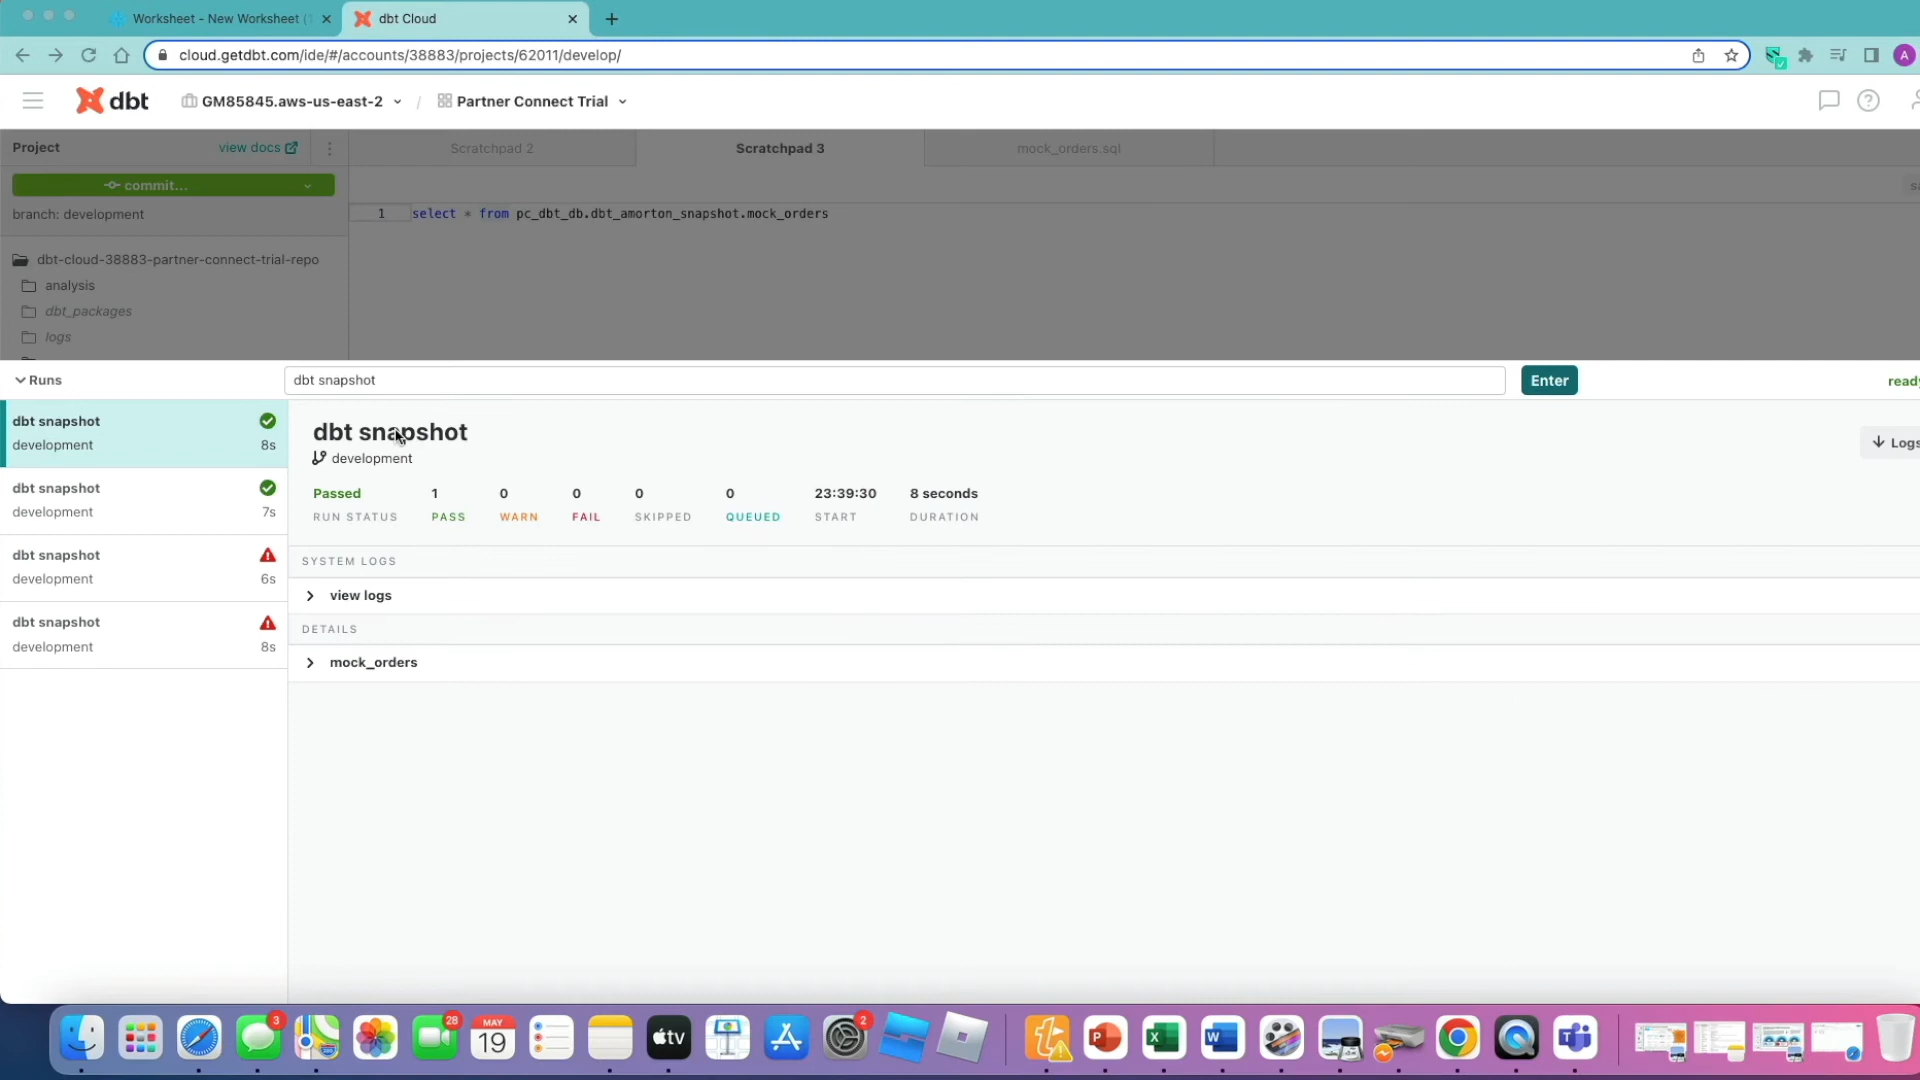 Worksheet - New Worksheet (
dbt Cloud
cloud.getdbt.com/ide/#/accounts/38883/projects/62011/develop/
A
dbt
GM85845.aws-us-east-2
/
Partner Connect Trial
Project
view docs
Scratchpad 2
Scratchpad 3
mock_orders.sql
commit...
branch: development
1
select * from pc_dbt_db.dbt_amorton_snapshot.mock_orders
dbt-cloud-38883-partner-connect-trial-repo
analysis
dbt_packages
logs
Runs
dbt snapshot
Enter
ready
dbt snapshot
development
8s
dbt snapshot
development
7s
dbt snapshot
development
6s
dbt snapshot
development
8s
dbt snapshot
development
Logs
Passed 1 0 0 0 0 23:39:30 8 seconds
RUN STATUS PASS WARN FAIL SKIPPED QUEUED START DURATION
SYSTEM LOGS
view logs
DETAILS
mock_orders
3
28
MAY
19
tv
2
P
X
W